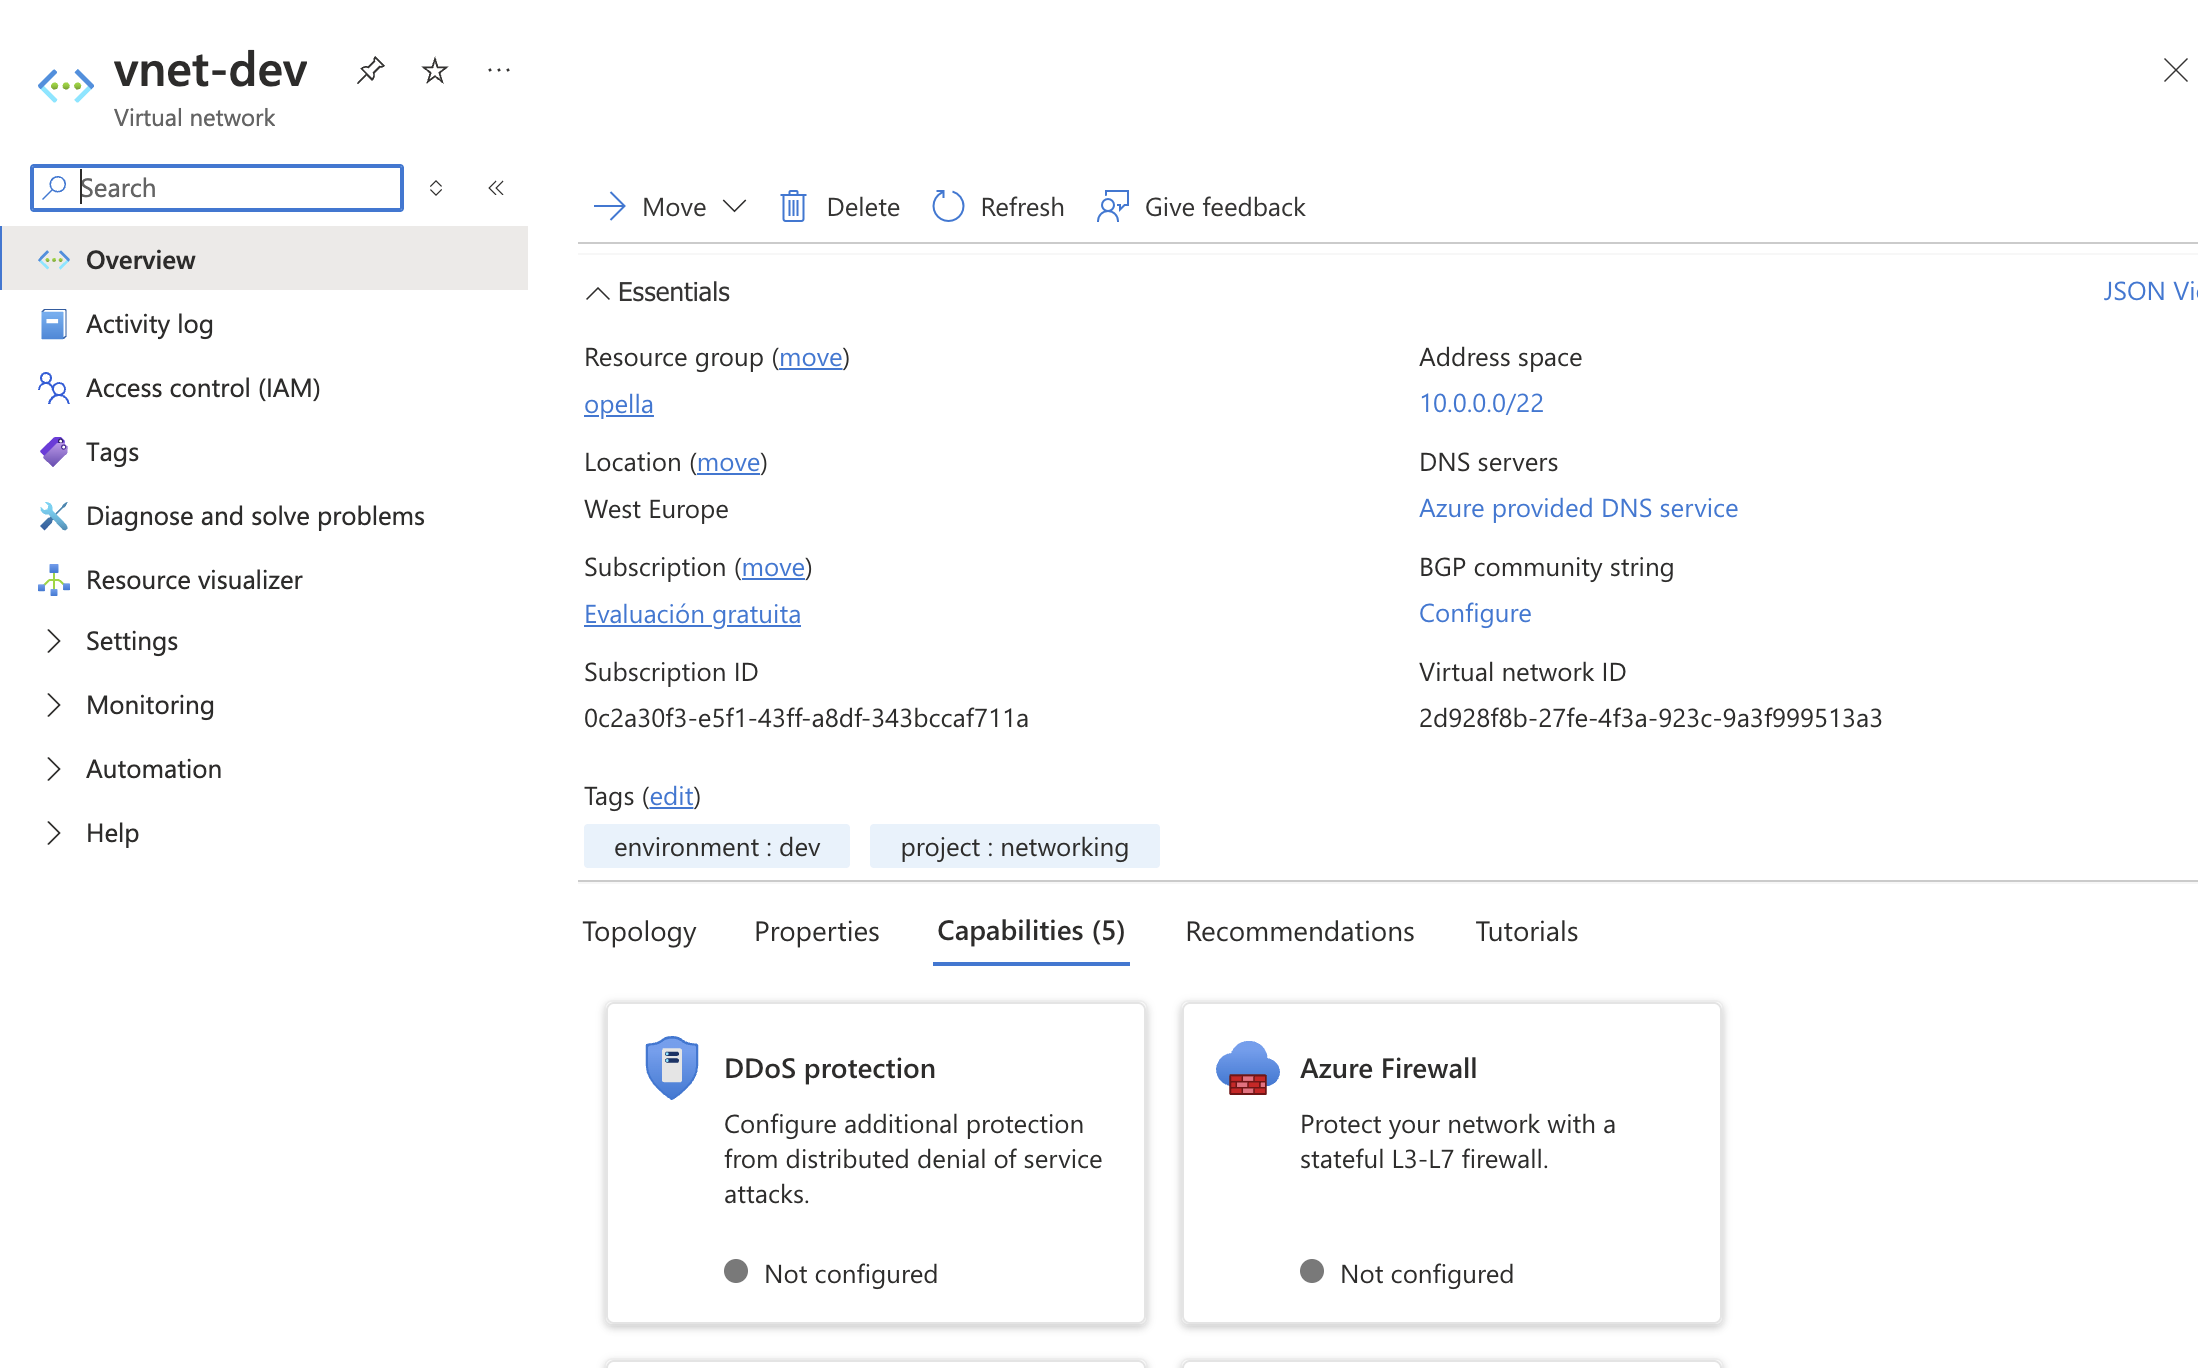 vnet-dev
Virtual network
Search
Overview
Activity log
Access control (IAM)
Tags
Diagnose and solve problems
Resource visualizer
Settings
Monitoring
Automation
Help
Move Delete Refresh Give feedback
Essentials
JSON
Resource group (move)
opella
Location (move)
West Europe
Subscription (move)
Evaluación gratuita
Subscription ID
0c2a30f3-e5f1-43ff-a8df-343bccaf711a
Address space
10.0.0.0/22
DNS servers
Azure provided DNS service
BGP community string
Configure
Virtual network ID
2d928f8b-27fe-4f3a-923c-9a3f999513a3
Tags (edit)
environment : dev project : networking
Topology Properties Capabilities (5) Recommendations Tutorials
DDoS protection
Configure additional protection
from distributed denial of service
attacks.
Not configured
Azure Firewall
Protect your network with a
stateful L3-L7 firewall.
Not configured